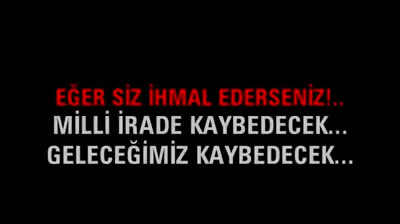 EĞER SİZ İHMAL EDERSENİZ!..
MİLLİ İRADE KAYBEDECEK...
GELECEĞİMİZ KAYBEDECEK...